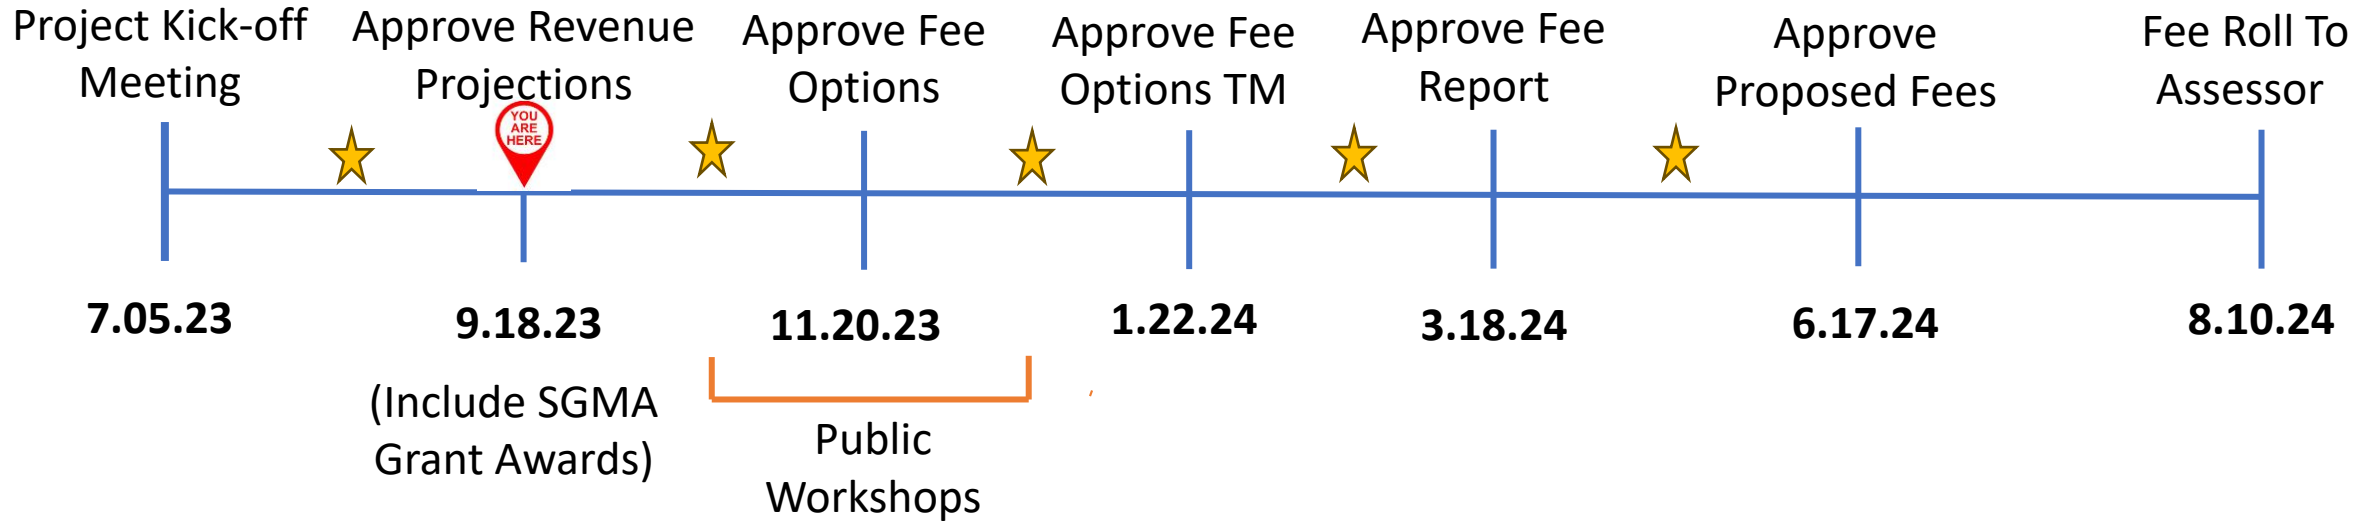 Project Kick-off
Meeting
Approve Revenue
Projections
Approve Fee
Options
Approve Fee
Options TM
Approve Fee
Report
Approve
Proposed Fees
Fee Roll To
Assessor
YOU
ARE
HERE
7.05.23
9.18.23
11.20.23
1.22.24
3.18.24
6.17.24
8.10.24
(Include SGMA
Grant Awards)
Public
Workshops